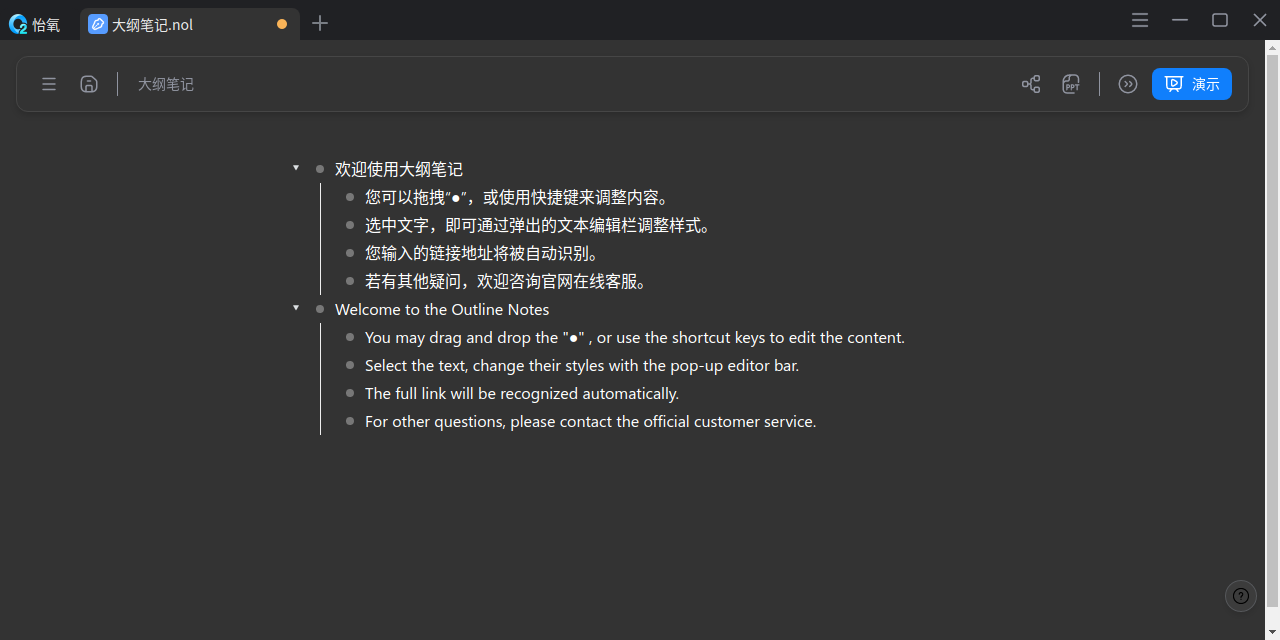 怡氧
大纲笔记.nol
大纲笔记
PPT
演示
欢迎使用大纲笔记
您可以拖拽“●”，或使用快捷键来调整内容。
选中文字，即可通过弹出的文本编辑栏调整样式。
您输入的链接地址将被自动识别。
若有其他疑问，欢迎咨询官网在线客服。
Welcome to the Outline Notes
You may drag and drop the "●" , or use the shortcut keys to edit the content.
Select the text, change their styles with the pop-up editor bar.
The full link will be recognized automatically.
For other questions, please contact the official customer service.